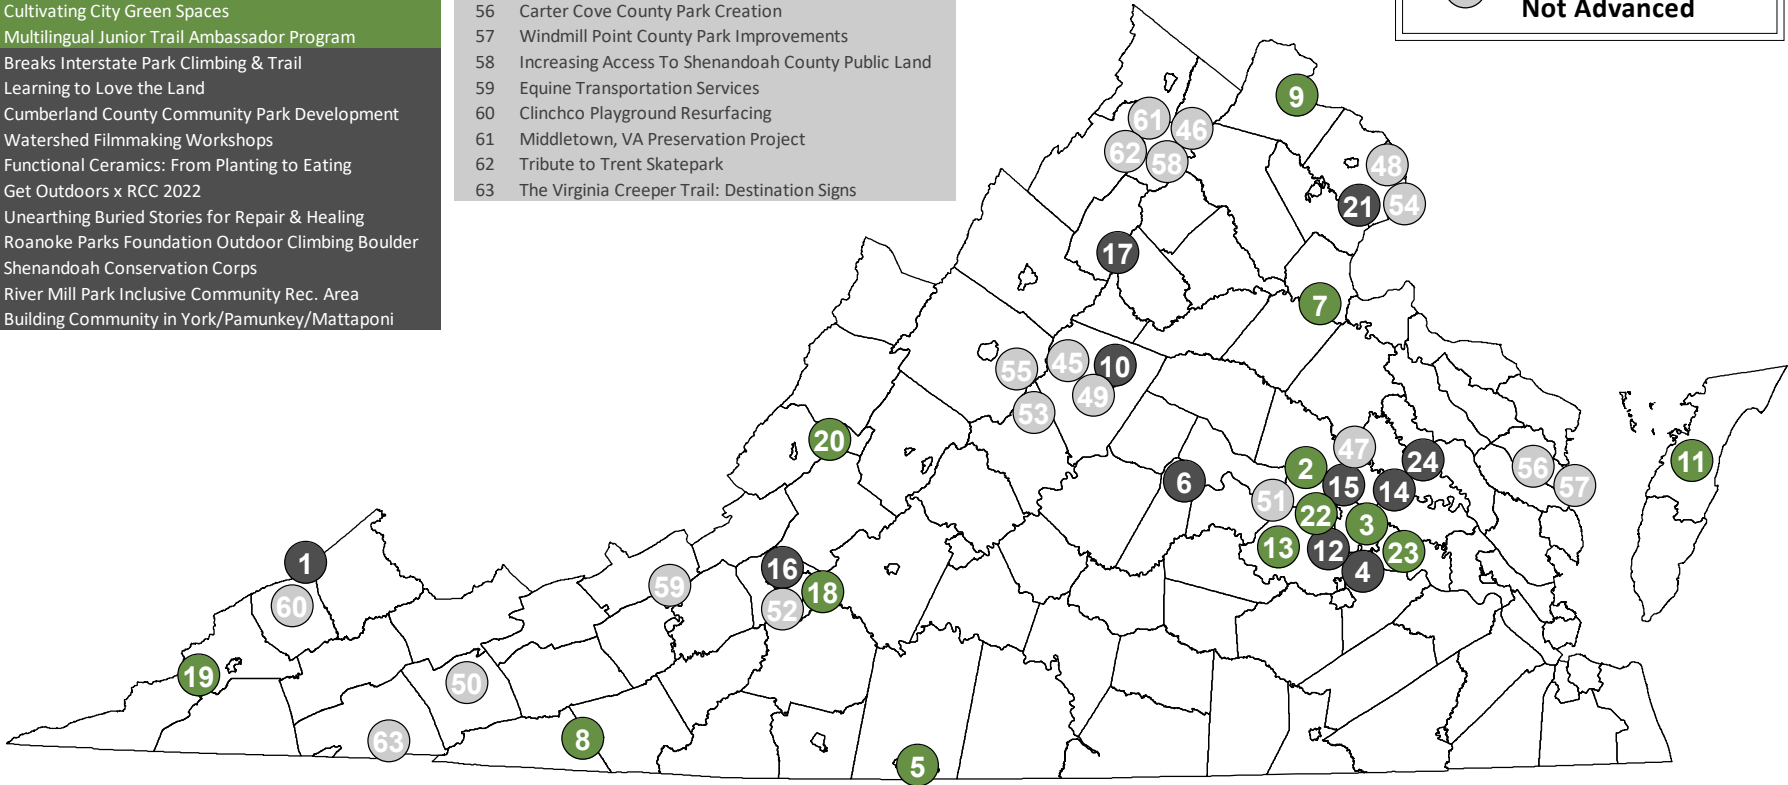 Cultivating City Green Spaces
Multilingual Junior Trail Ambassador Program
Breaks Interstate Park Climbing & Trail
Learning to Love the Land
Cumberland County Community Park Development
Watershed Filmmaking Workshops
Functional Ceramics: From Planting to Eating
Get Outdoors x RCC 2022
Unearthing Buried Stories for Repair & Healing
Roanoke Parks Foundation Outdoor Climbing Boulder
Shenandoah Conservation Corps
River Mill Park Inclusive Community Rec. Area
Building Community in York/Pamunkey/Mattaponi
56 Carter Cove County Park Creation
57 Windmill Point County Park Improvements
58 Increasing Access To Shenandoah County Public Land
59 Equine Transportation Services
60 Clinchco Playground Resurfacing
61 Middletown, VA Preservation Project
62 Tribute to Trent Skatepark
63 The Virginia Creeper Trail: Destination Signs
Not Advanced
9
61
46
62
58
48
21
54
17
7
55
45
10
49
53
20
47
24
2
15
14
6
51
22
3
13
12
23
4
56
57
11
1
60
16
59
18
52
19
50
63
8
5